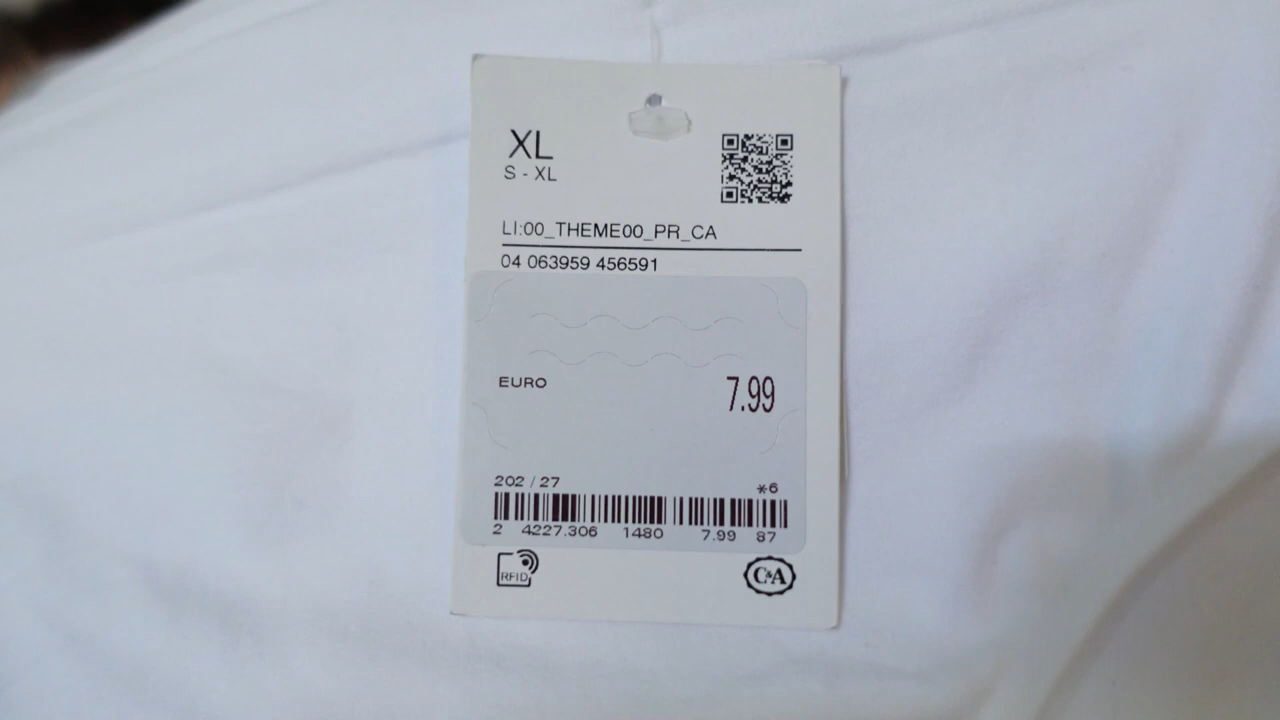 XL
S - XL
LI:00_THEME00_PR_CA
04 063959 456591
EURO 7.99
202 / 27 *6
2 4227.306 1480 7.99 87
RFID C&A